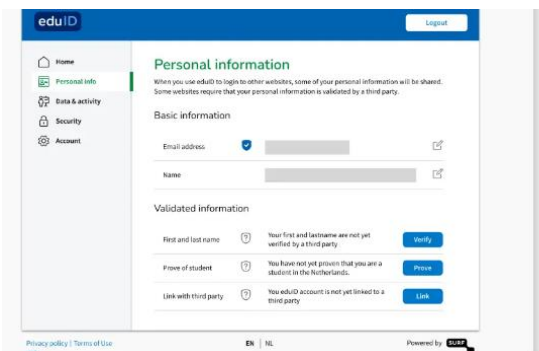 eduID
Logout
Home
Personal info
Data & activity
Security
Account
Personal information
When you use eduID to login to other websites, some of your personal information will be shared.
Some websites require that your personal information is validated by a third party.
Basic information
Email address
Name
Validated information
First and last name
Your first and lastname are not yet
verified by a third party
Verify
Prove of student
You have not yet proven that you are a
student in the Netherlands.
Prove
Link with third party
You eduID account is not yet linked to a
third party
Link
Privacy policy | Terms of Use
EN | NL
Powered by SURF